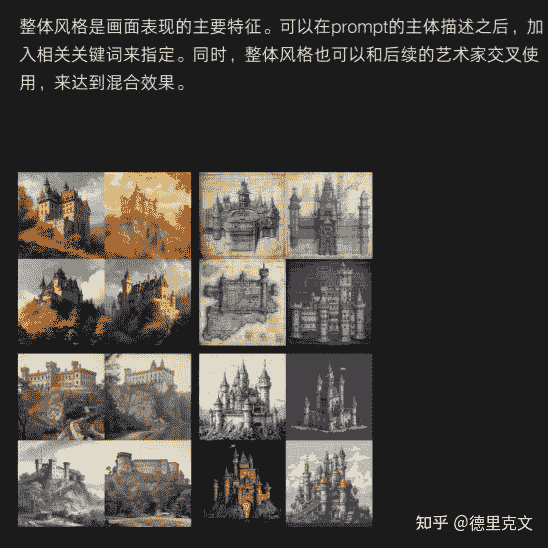 整体风格是画面表现的主要特征。可以在prompt的主体描述之后，加
入相关关键词来指定。同时，整体风格也可以和后续的艺术家交叉使
用，来达到混合效果。
知乎 @德里克文